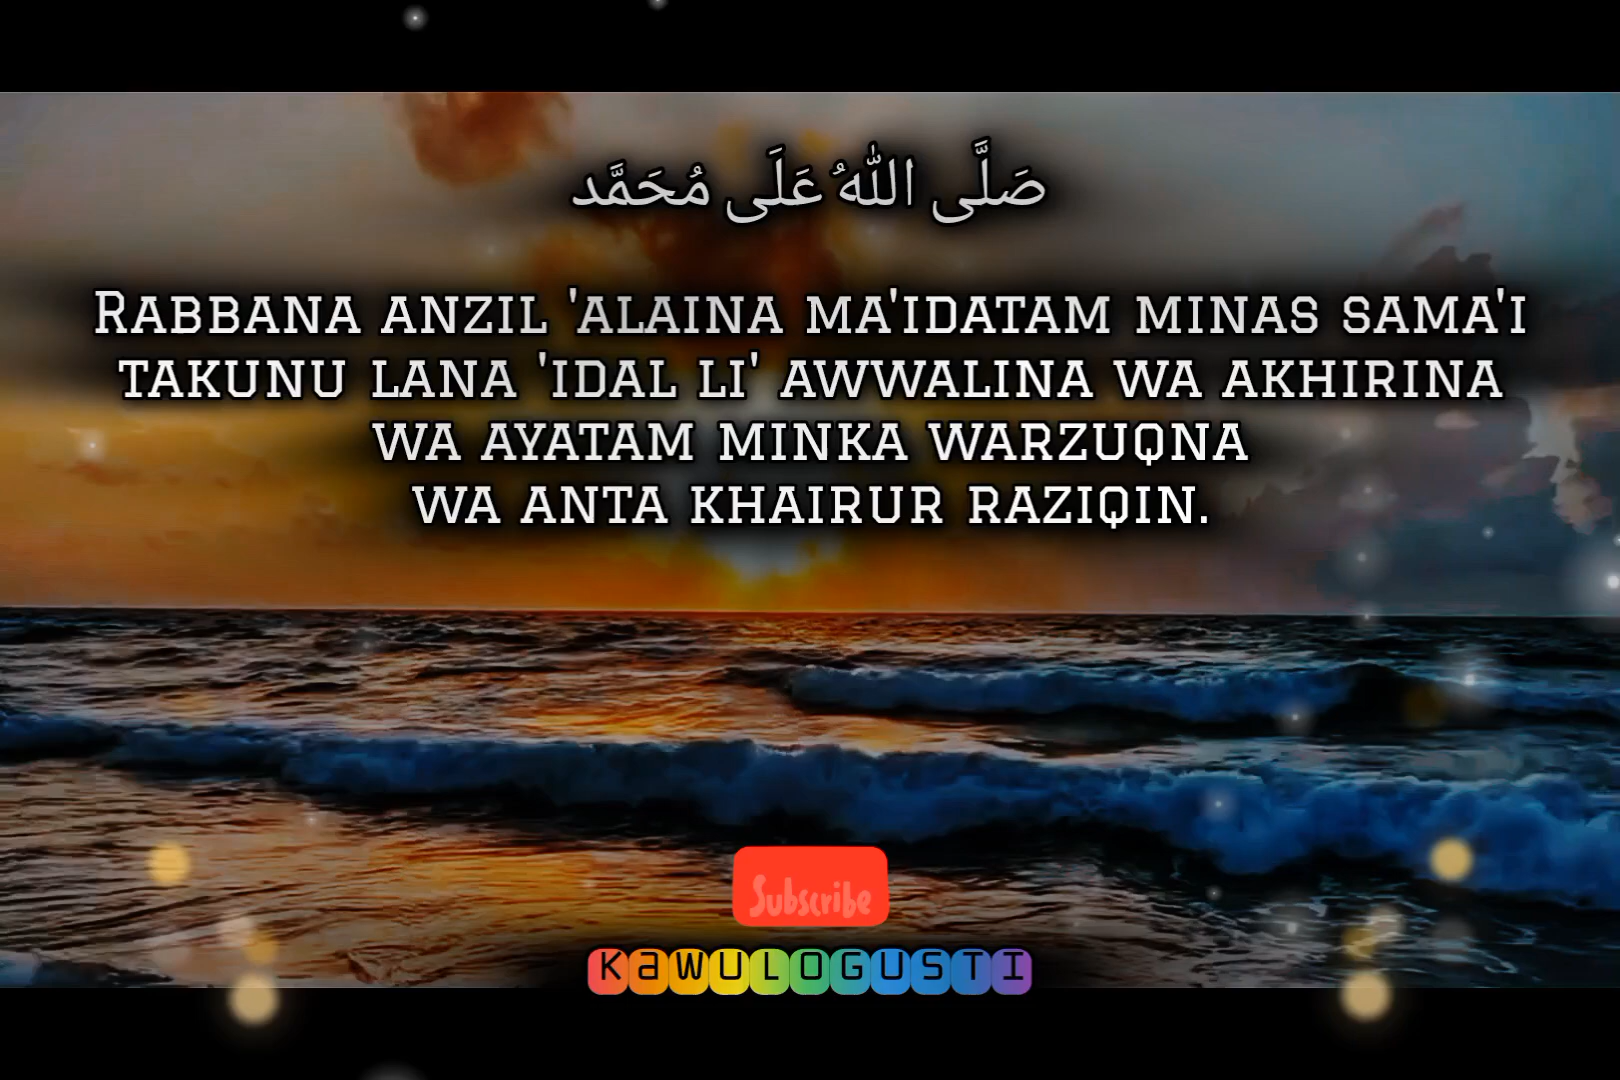 صَلَّى اللّٰهُ عَلَى مُحَمَّد
Rabbana anzil 'alaina ma'idatam minas sama'i
takunu lana 'idal li' awwalina wa akhirina
wa ayatam minka warzuqna
wa anta khairur raziqin.
Subscribe
KaWULOGUSTI